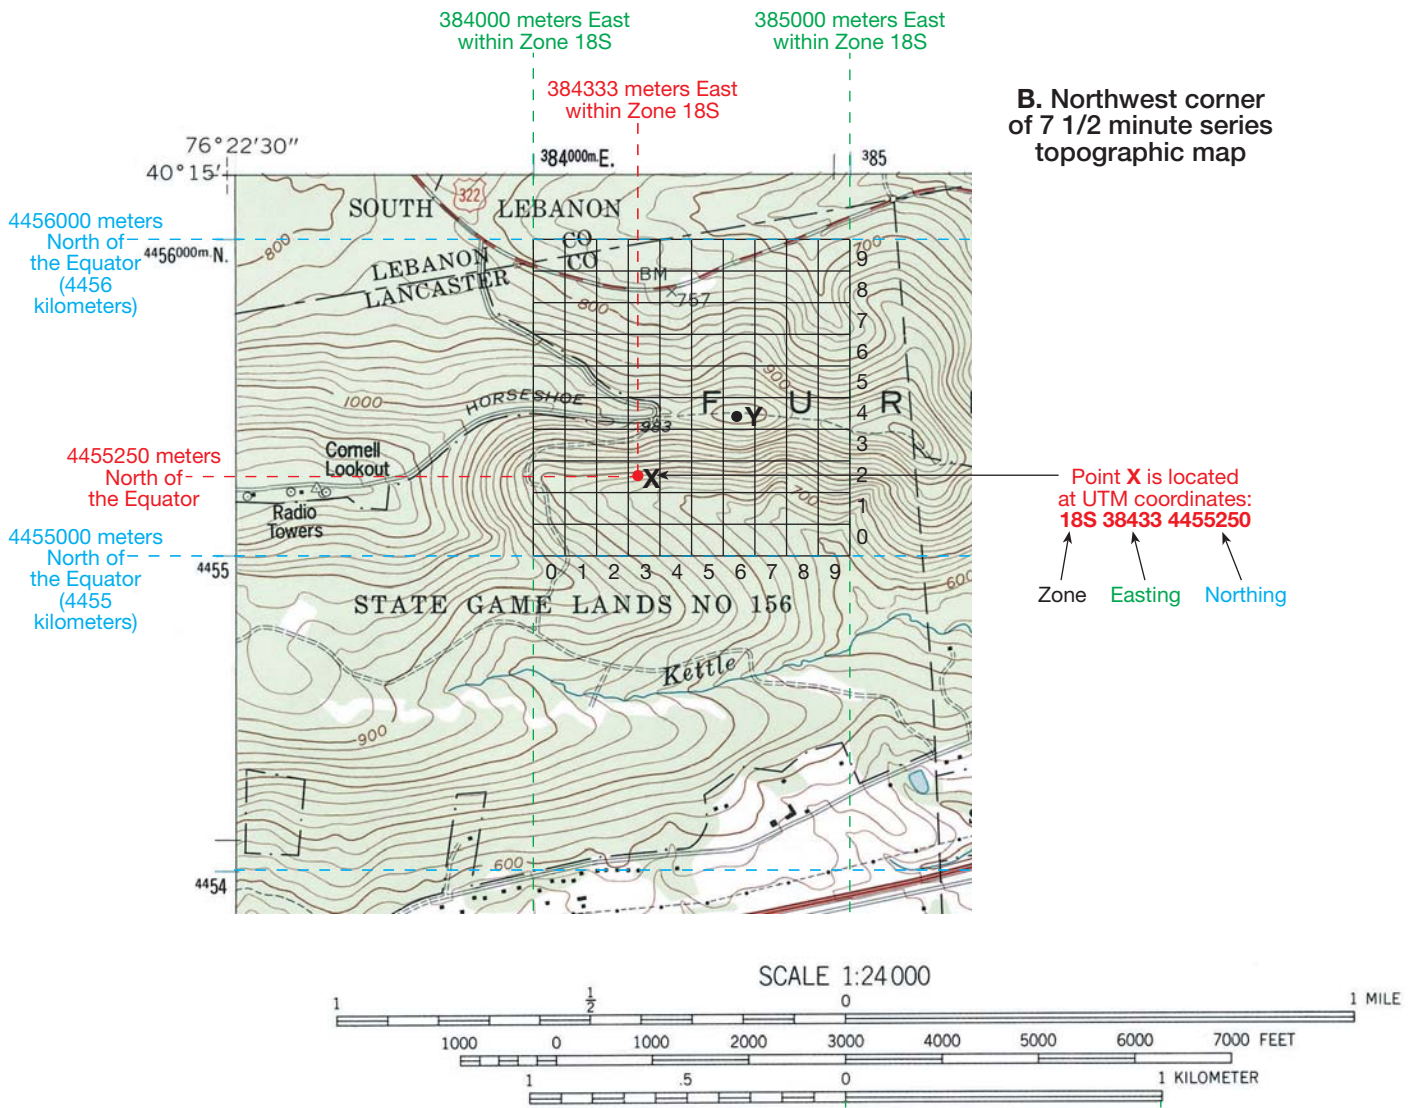 384000 meters East
within Zone 18S
385000 meters East
within Zone 18S
384333 meters East
within Zone 18S
B. Northwest corner
of 7 1/2 minute series
topographic map
76°22'30"
40°15'
384000m.E.
385
322
SOUTH LEBANON
4456000 meters
North of
the Equator
(4456
kilometers)
4456000m.N.
800
LEBANON
LANCASTER
CO
CO
BM
757
800
700
9
8
7
6
5
4
3
2
1
0
900
1000
HORSESHOE
F U R
Y
983
Cornell
Lookout
4455250 meters
North of
the Equator
X
Radio
Towers
700
Point X is located
at UTM coordinates:
18S 38433 4455250
Zone Easting Northing
4455000 meters
North of
the Equator
(4455
kilometers)
4455
0 1 2 3 4 5 6 7 8 9
600
STATE GAME LANDS NO 156
Kettle
900
600
4454
SCALE 1:24 000
1 1/2 0 1 MILE
1000 0 1000 2000 3000 4000 5000 6000 7000 FEET
1 .5 0 1 KILOMETER